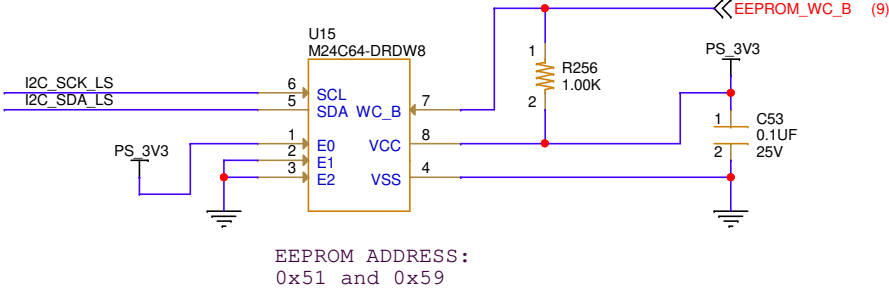 EEPROM_WC_B (9)
U15
M24C64-DRDW8
PS_3V3
1
R256
1.00K
2
I2C_SCK_LS
6
SCL
I2C_SDA_LS
5
SDA
WC_B
7
1
C53
0.1UF
25V
2
PS_3V3
1
E0
VCC
8
2
E1
3
E2
VSS
4
EEPROM ADDRESS:
0x51 and 0x59